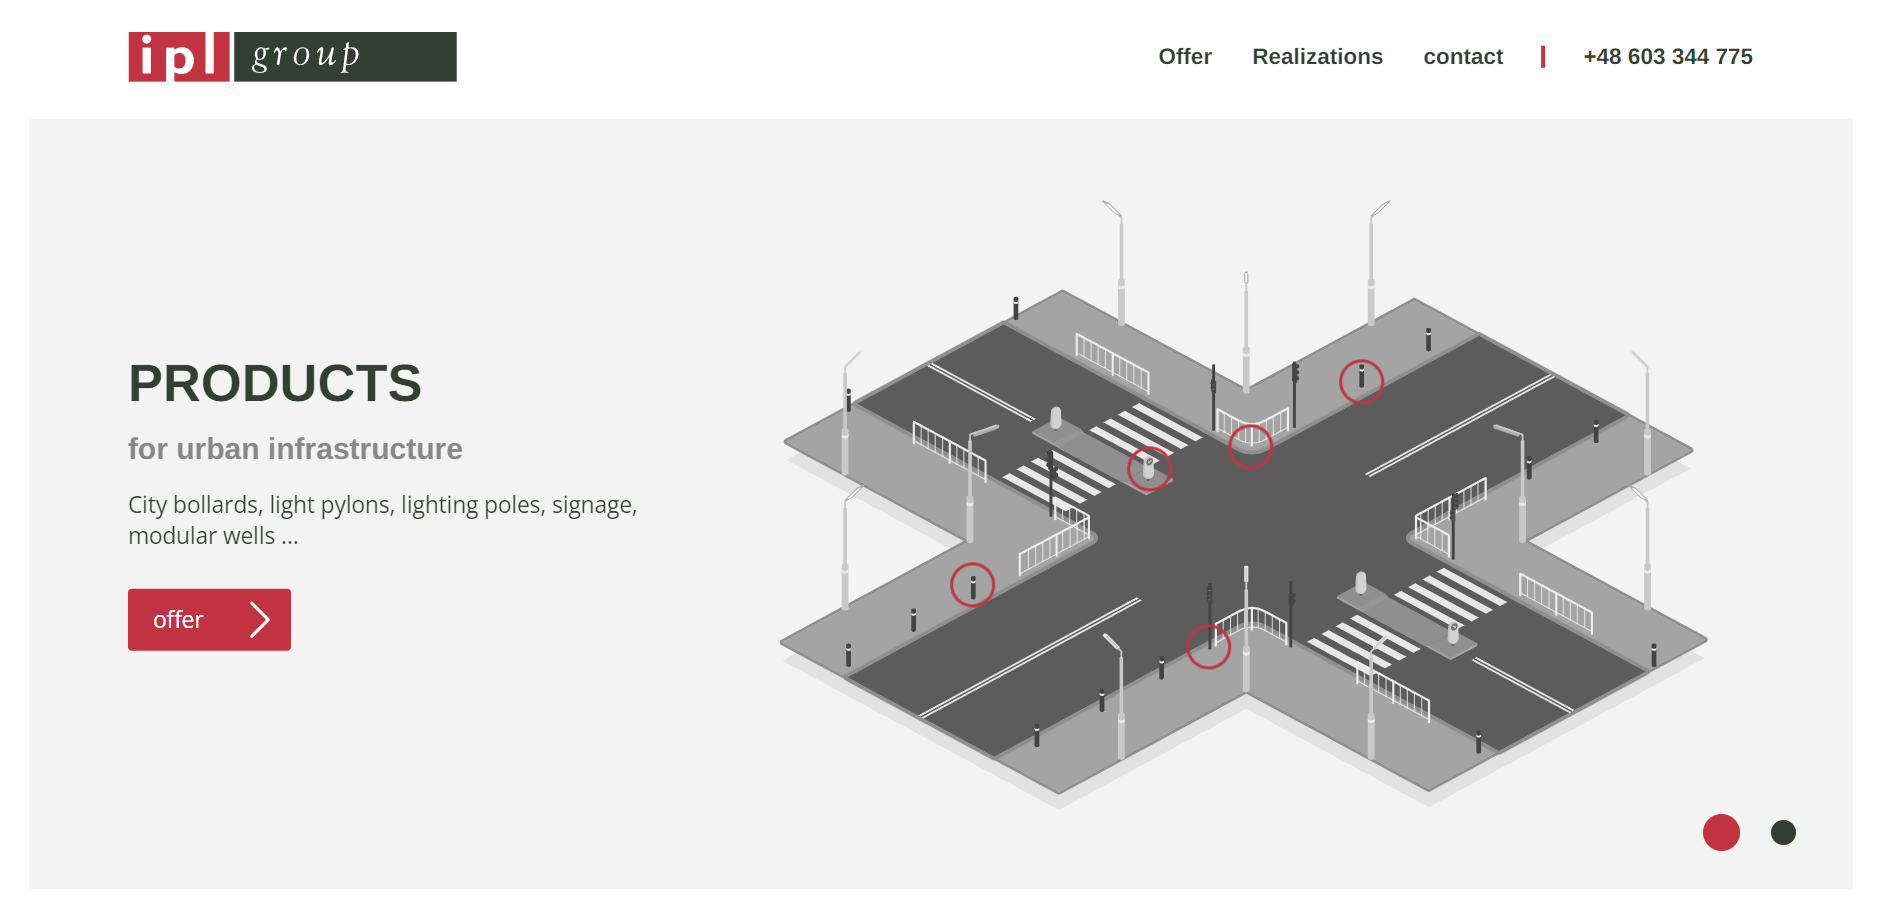 ipl group
Offer Realizations contact | +48 603 344 775
PRODUCTS
for urban infrastructure
City bollards, light pylons, lighting poles, signage,
modular wells ...
offer